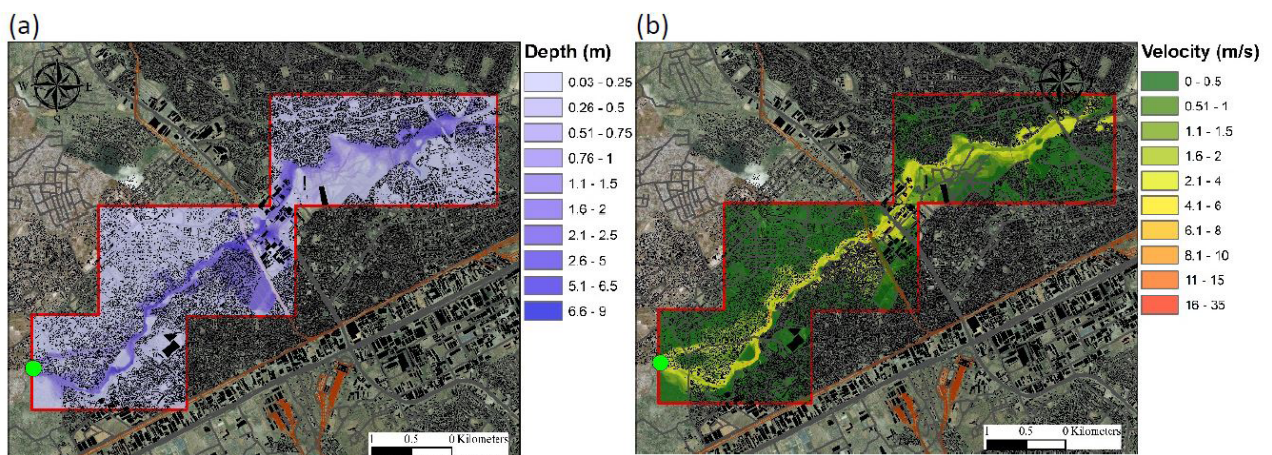 (a)
Depth (m)
0.03 - 0.25
0.26 - 0.5
0.51 - 0.75
0.76 - 1
1.1 - 1.5
1.6 - 2
2.1 - 2.5
2.6 - 5
5.1 - 6.5
6.6 - 9
1 0.5 0 Kilometers
(b)
Velocity (m/s)
0 - 0.5
0.51 - 1
1.1 - 1.5
1.6 - 2
2.1 - 4
4.1 - 6
6.1 - 8
8.1 - 10
11 - 15
16 - 35
1 0.5 0 Kilometers